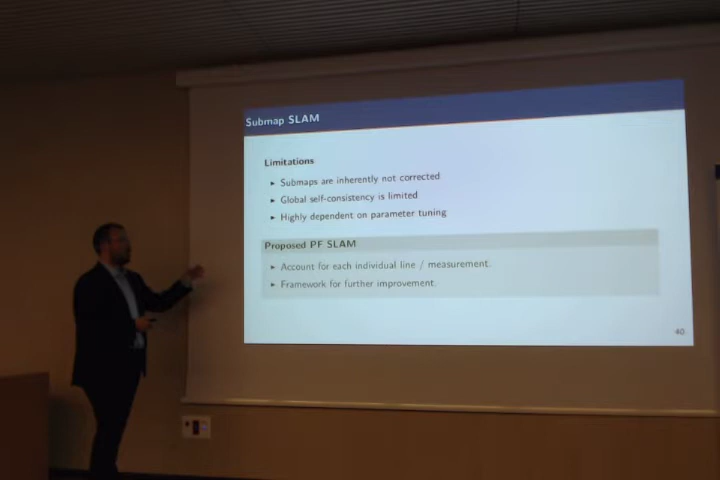 Submap SLAM
Limitations
▸ Submaps are inherently not corrected
▸ Global self-consistency is limited
▸ Highly dependent on parameter tuning
Proposed PF SLAM
▸ Account for each individual line / measurement.
▸ Framework for further improvement.
40